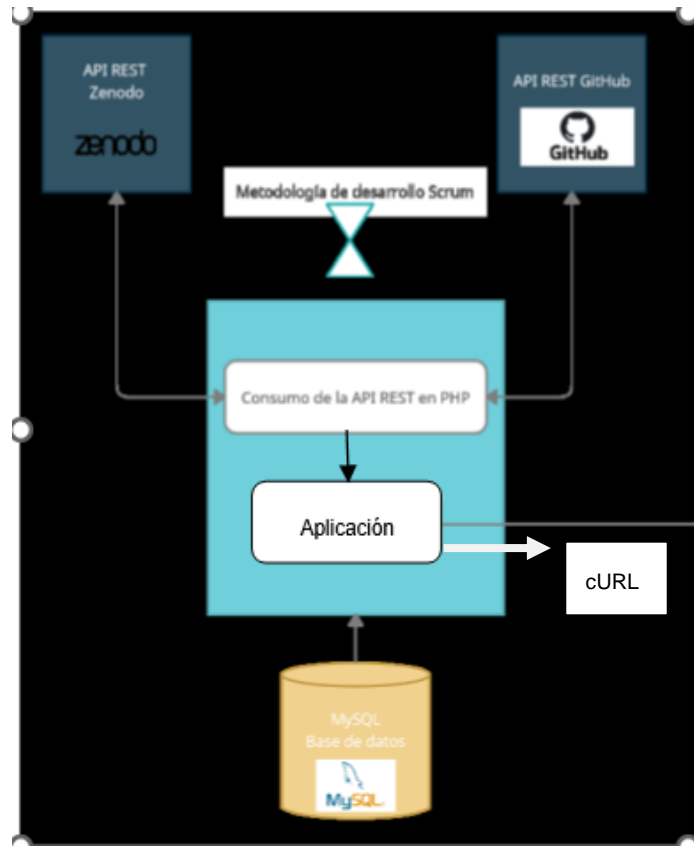 API REST
Zenodo
zenodo
API REST GitHub
GitHub
Metodología de desarrollo Scrum
Consumo de la API REST en PHP
Aplicación
cURL
MySQL
Base de datos
MySQL